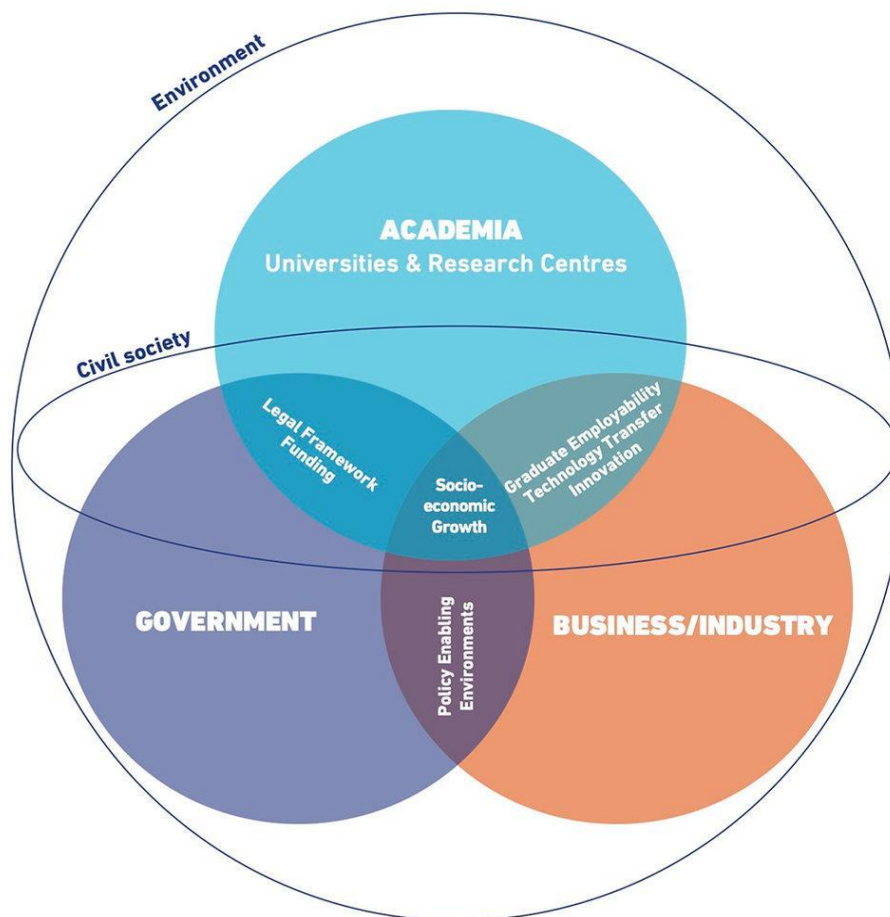 Environment
ACADEMIA
Universities & Research Centres
Civil society
Legal Framework
Funding
Graduate Employability
Technology Transfer
Innovation
Socio-
economic
Growth
GOVERNMENT
BUSINESS/INDUSTRY
Policy Enabling
Environments